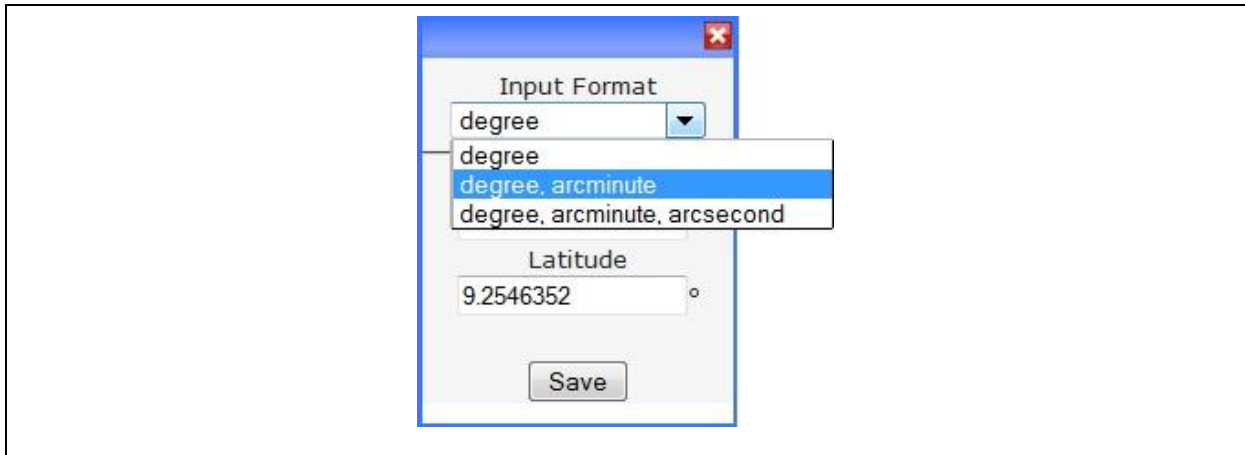 Input Format
degree
degree
degree, arcminute
degree, arcminute, arcsecond
Latitude
9.2546352 °
Save